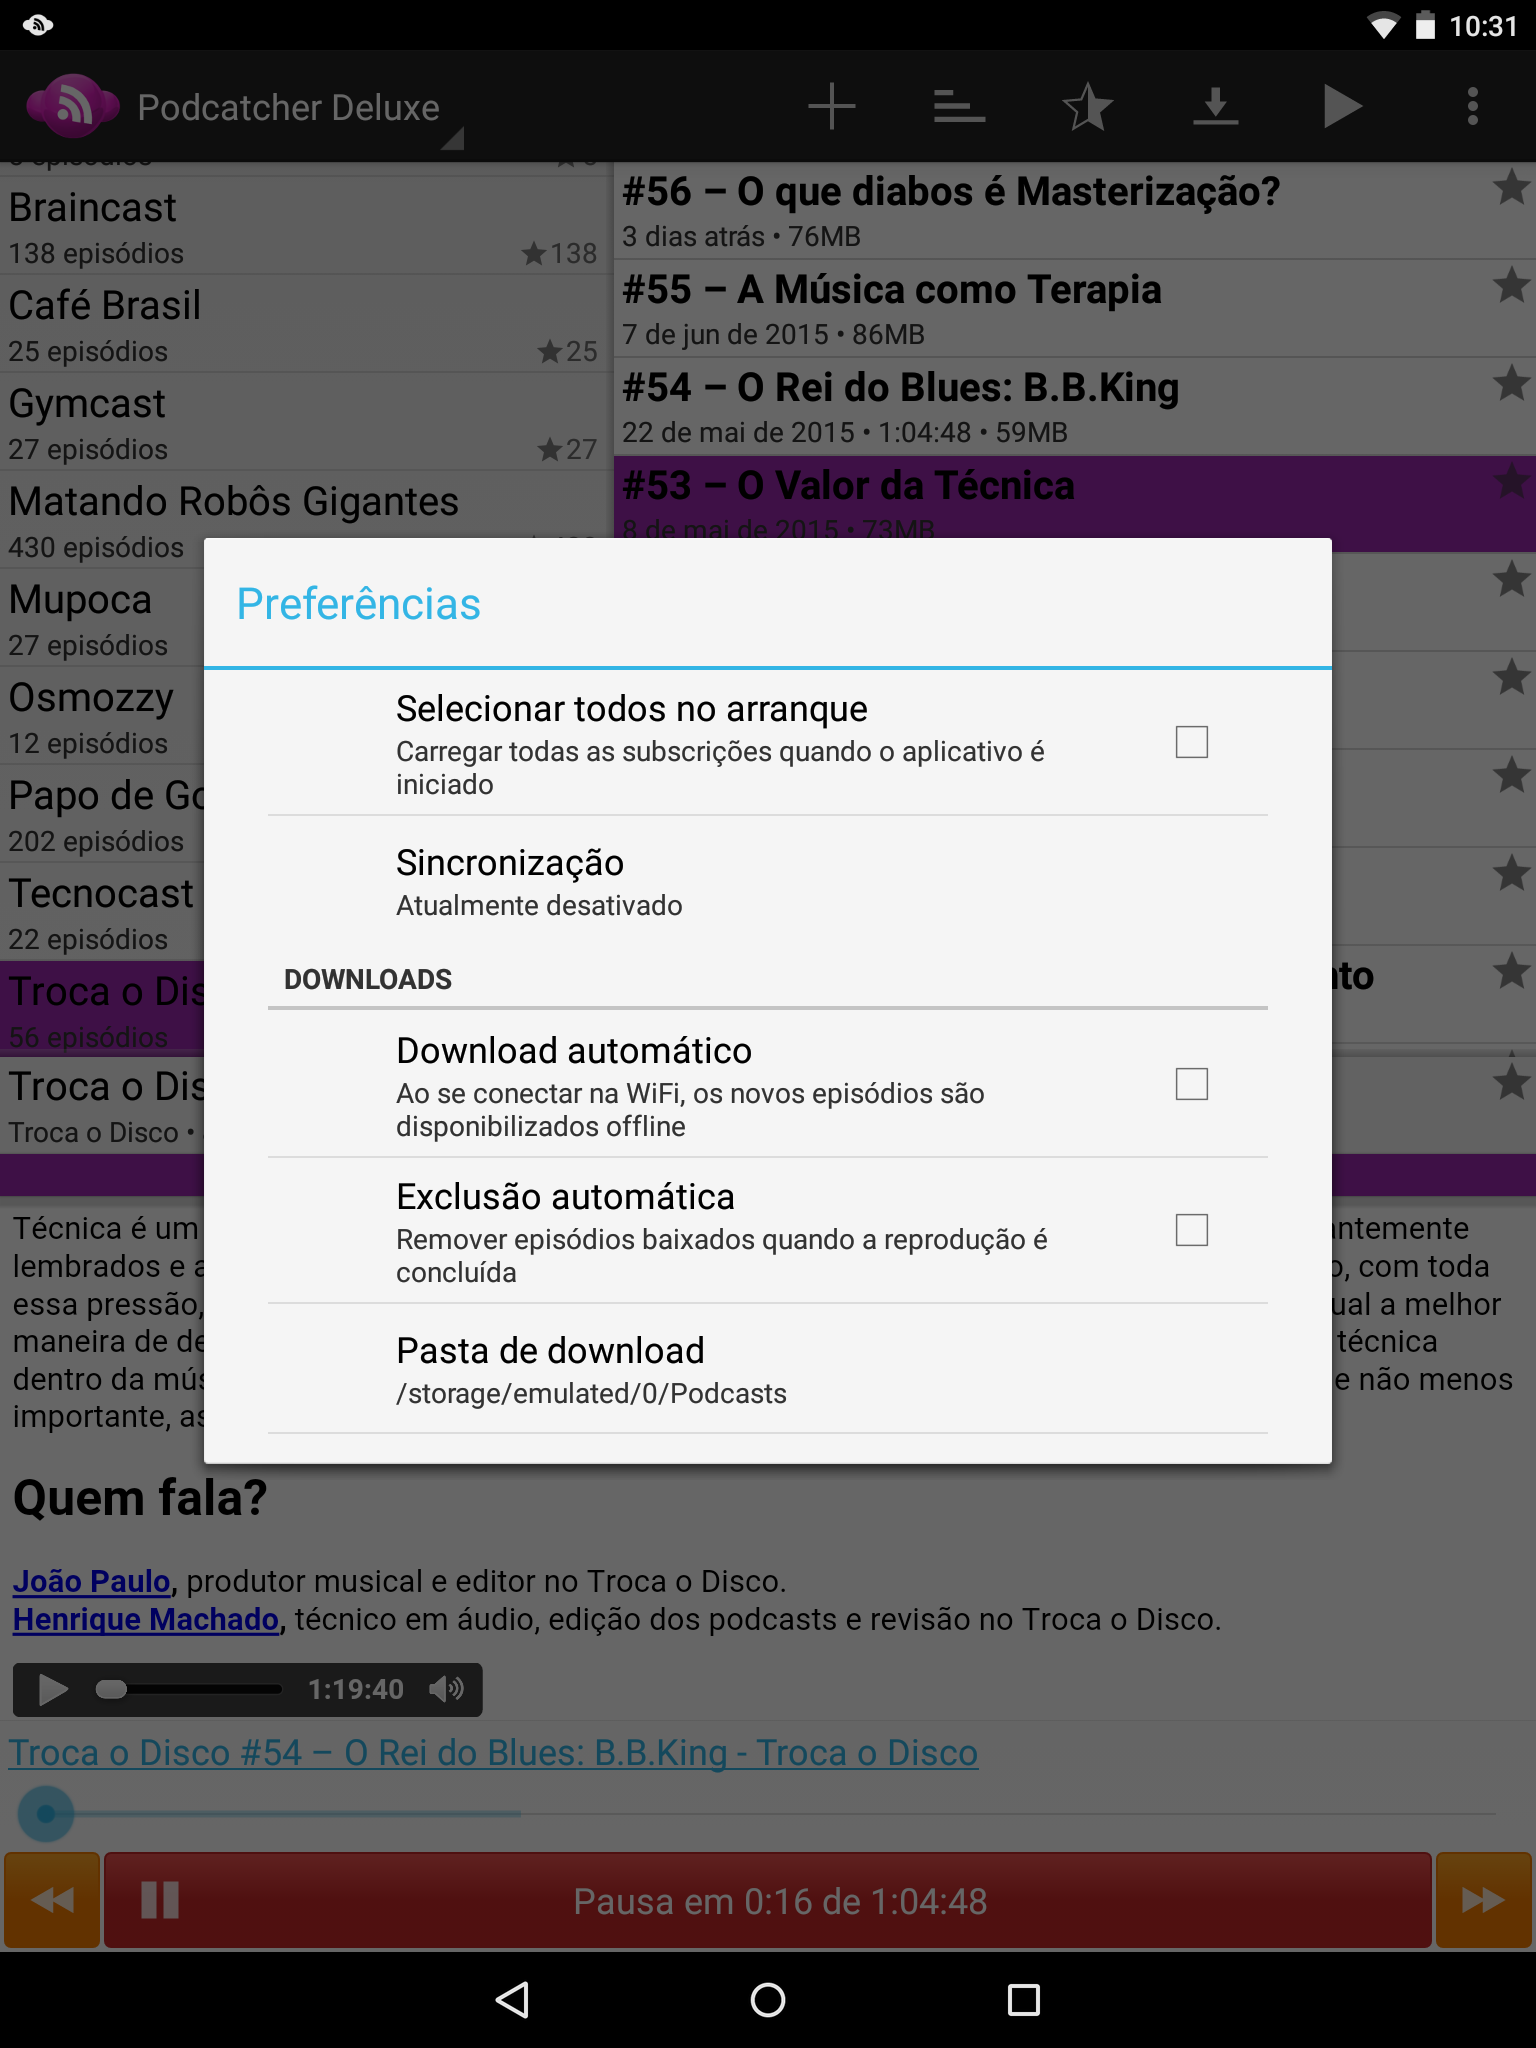 10:31
Podcatcher Deluxe
Braincast
138 episódios
138
Café Brasil
25 episódios
25
Gymcast
27 episódios
27
Matando Robôs Gigantes
430 episódios
Mupoca
27 episódios
Osmozzy
12 episódios
Papo de Go
202 episódios
Tecnocast
22 episódios
Troca o Dis
56 episódios
#56 – O que diabos é Masterização?
3 dias atrás • 76MB
#55 – A Música como Terapia
7 de jun de 2015 • 86MB
#54 – O Rei do Blues: B.B.King
22 de mai de 2015 • 1:04:48 • 59MB
#53 – O Valor da Técnica
8 de mai de 2015 • 73MB
nto
Preferências
Selecionar todos no arranque
Carregar todas as subscrições quando o aplicativo é
iniciado
Sincronização
Atualmente desativado
DOWNLOADS
Download automático
Ao se conectar na WiFi, os novos episódios são
disponibilizados offline
Exclusão automática
Remover episódios baixados quando a reprodução é
concluída
Pasta de download
/storage/emulated/0/Podcasts
Troca o Dis
Troca o Disco •
Técnica é um antemente
lembrados e a o, com toda
essa pressão, ual a melhor
maneira de de técnica
dentro da mús e não menos
importante, as
Quem fala?
João Paulo, produtor musical e editor no Troca o Disco.
Henrique Machado, técnico em áudio, edição dos podcasts e revisão no Troca o Disco.
1:19:40
Troca o Disco #54 – O Rei do Blues: B.B.King - Troca o Disco
Pausa em 0:16 de 1:04:48